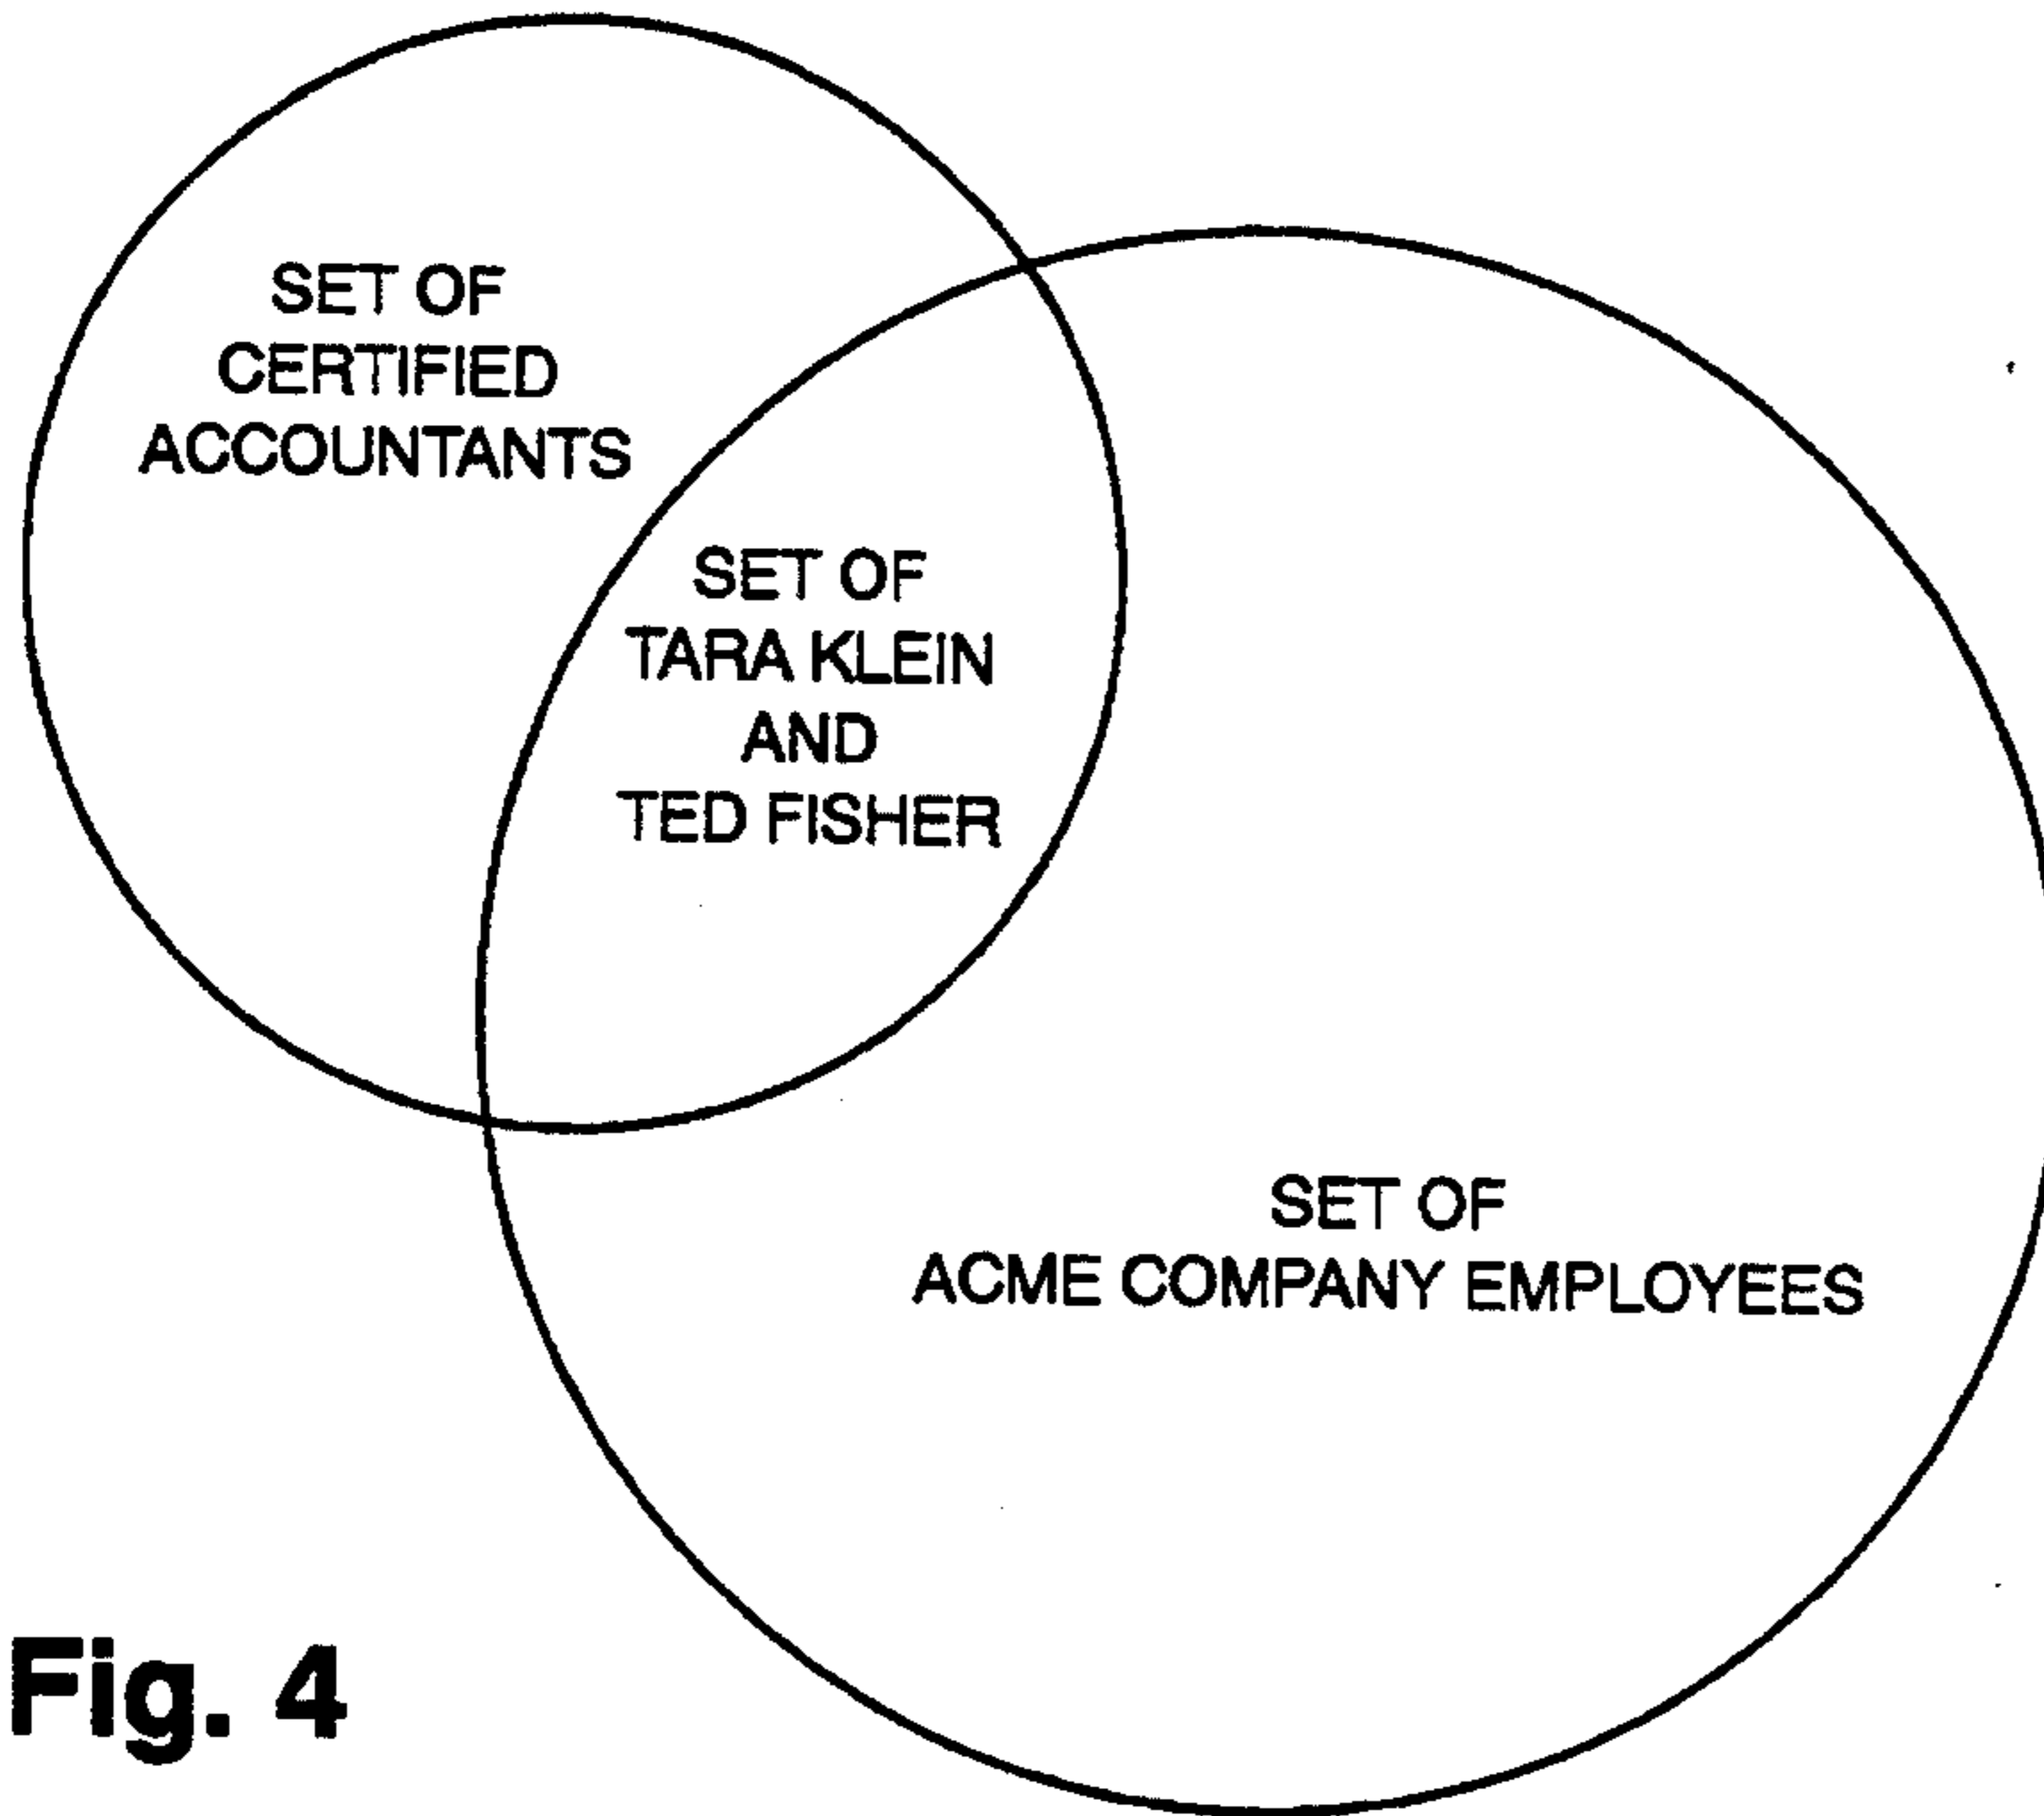 SET OF
CERTIFIED
ACCOUNTANTS
SET OF
TARA KLEIN
AND
TED FISHER
SET OF
ACME COMPANY EMPLOYEES
Fig. 4